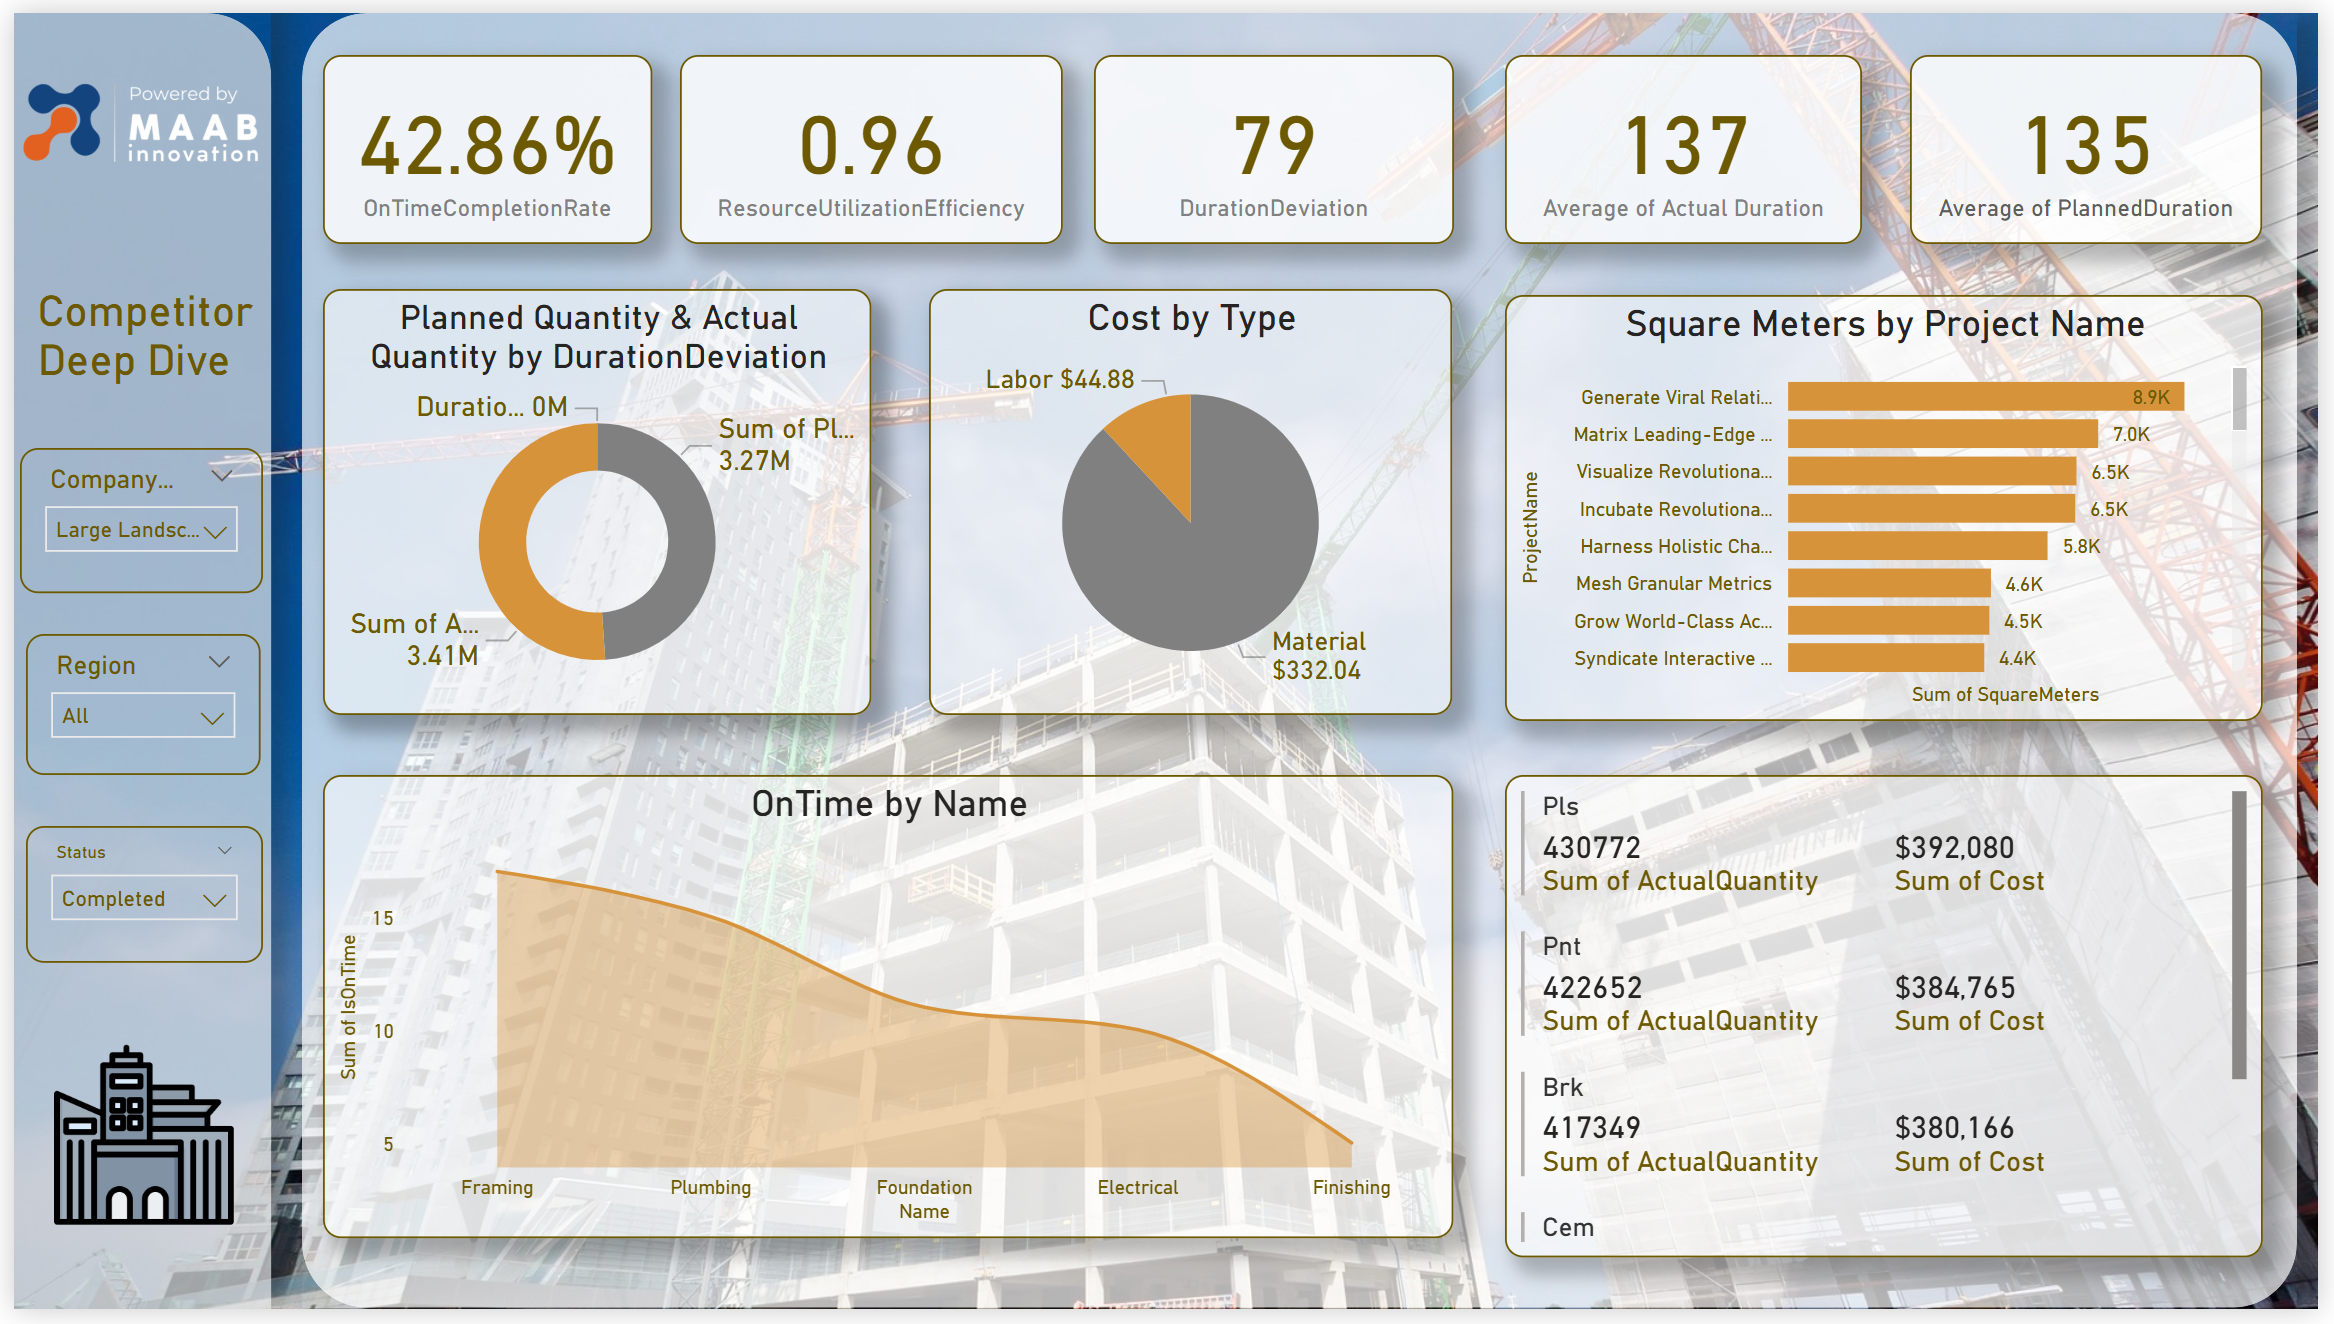 Powered by
MAAB
innovation
Competitor
Deep Dive
Company...
Large Landsc...
Region
All
Status
Completed
42.86%
OnTimeCompletionRate
0.96
ResourceUtilizationEfficiency
79
DurationDeviation
137
Average of Actual Duration
135
Average of PlannedDuration
Planned Quantity & Actual
Quantity by DurationDeviation
Duratio... 0M
Sum of Pl...
3.27M
Sum of A...
3.41M
Cost by Type
Labor $44.88
Material
$332.04
Square Meters by Project Name
ProjectName
Generate Viral Relati... 8.9K
Matrix Leading-Edge ... 7.0K
Visualize Revolutiona... 6.5K
Incubate Revolutiona... 6.5K
Harness Holistic Cha... 5.8K
Mesh Granular Metrics 4.6K
Grow World-Class Ac... 4.5K
Syndicate Interactive ... 4.4K
Sum of SquareMeters
OnTime by Name
Sum of IsOnTime
15
10
5
Framing Plumbing Foundation Electrical Finishing
Name
Pls
430772 $392,080
Sum of ActualQuantity Sum of Cost
Pnt
422652 $384,765
Sum of ActualQuantity Sum of Cost
Brk
417349 $380,166
Sum of ActualQuantity Sum of Cost
Cem